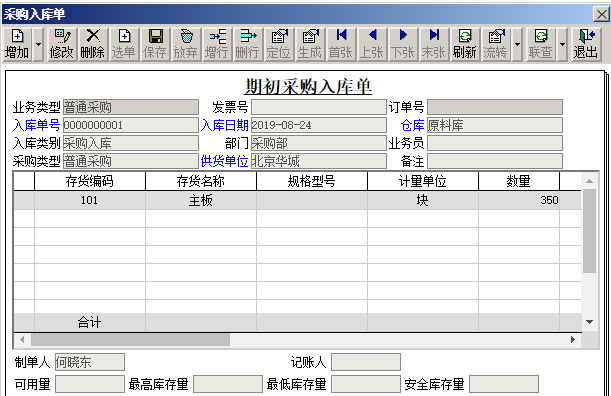 采购入库单
增加 修改 删除 选单 保存 放弃 增行 删行 定位 生成 首张 上张 下张 末张 刷新 流转 联查 退出
期初采购入库单
业务类型 普通采购 发票号 订单号
入库单号 0000000001 入库日期 2019-08-24 仓库 原料库
入库类别 采购入库 部门 采购部 业务员
采购类型 普通采购 供货单位 北京华城 备注
存货编码 存货名称 规格型号 计量单位 数量
101 主板 块 350
合计
制单人 何晓东 记账人
可用量 最高库存量 最低库存量 安全库存量